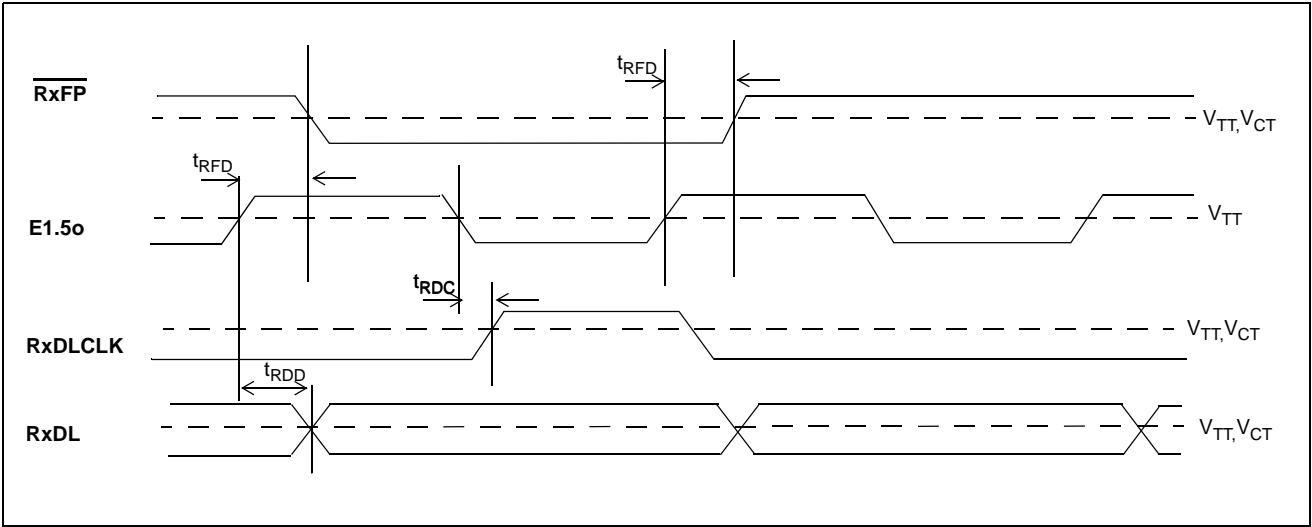 tRFD
RxFP
VTT,VCT
tRFD
E1.5o
VTT
tRDC
VTT,VCT
RxDLCLK
tRDD
RxDL
VTT,VCT